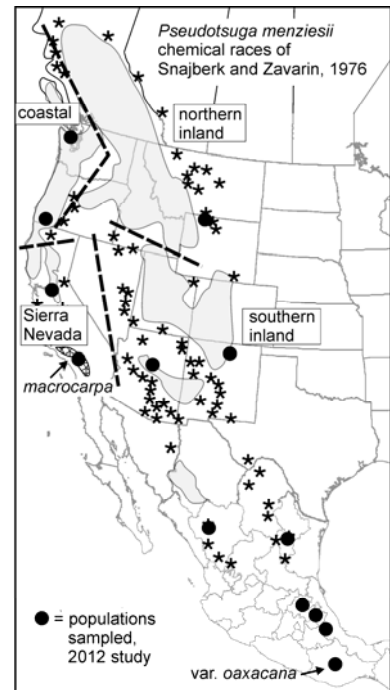 Pseudotsuga menziesii
chemical races of
Snajberk and Zavarin, 1976
coastal
northern
inland
Sierra
Nevada
southern
inland
macrocarpa
= populations
sampled,
2012 study
var. oaxacana